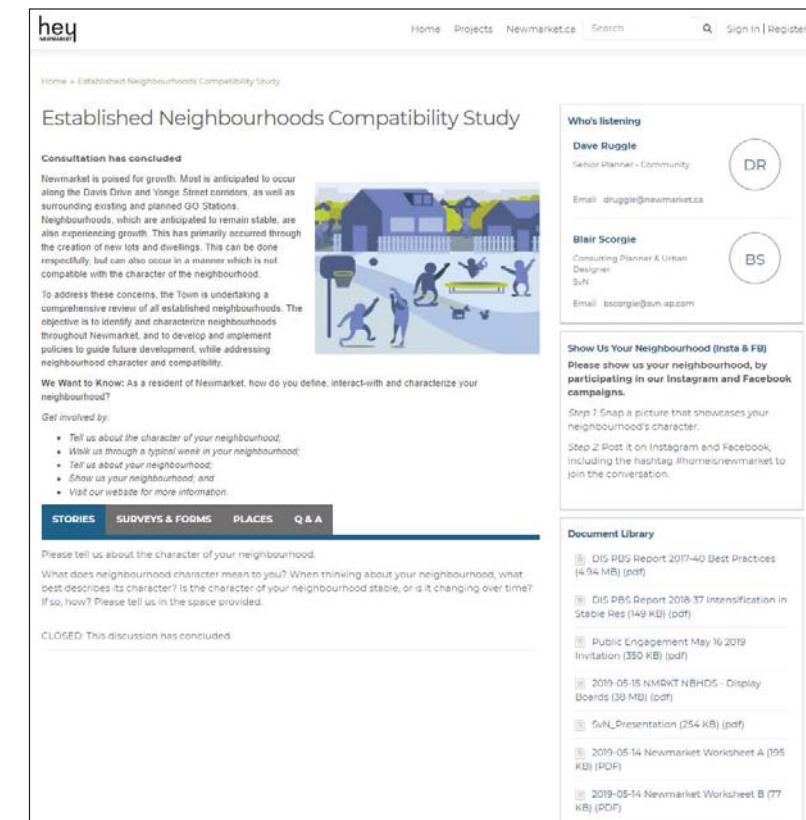 hey
NEWMARKET
Home Projects Newmarket.ca Search Sign In | Register
Home » Established Neighbourhoods Compatibility Study
Established Neighbourhoods Compatibility Study
Consultation has concluded
Newmarket is poised for growth. Most is anticipated to occur
along the Davis Drive and Yonge Street corridors, as well as
surrounding existing and planned GO Stations.
Neighbourhoods, which are anticipated to remain stable, are
also experiencing growth. This has primarily occurred through
the creation of new lots and dwellings. This can be done
respectfully, but can also occur in a manner which is not
compatible with the character of the neighbourhood.
To address these concerns, the Town is undertaking a
comprehensive review of all established neighbourhoods. The
objective is to identify and characterize neighbourhoods
throughout Newmarket, and to develop and implement
policies to guide future development, while addressing
neighbourhood character and compatibility.
We Want to Know: As a resident of Newmarket, how do you define, interact-with and characterize your
neighbourhood?
Get involved by:
• Tell us about the character of your neighbourhood;
• Walk us through a typical week in your neighbourhood;
• Tell us about your neighbourhood;
• Show us your neighbourhood; and
• Visit our website for more information.
STORIES SURVEYS & FORMS PLACES Q & A
Please tell us about the character of your neighbourhood.
What does neighbournood character mean to you? When thinking about your neighbourhood, what
best describes its character? Is the character of your neighbourhood stable, or is it changing over time?
If so, how? Please tell us in the space provided.
CLOSED: This discussion has concluded.
Who's listening
Dave Ruggle
Senior Planner - Community
DR
Email druggle@newmarket.ca
Blair Scorgie
Consulting Planner & Urban
Designer
SvN
BS
Email bscorgie@svn-ap.com
Show Us Your Neighbourhood (Insta & FB)
Please show us your neighbourhood, by
participating in our Instagram and Facebook
campaigns.
Step 1: Snap a picture that showcases your
neighbourhood's character.
Step 2: Post it on Instagram and Facebook,
including the hashtag #homeisnewmarket to
join the conversation.
Document Library
DIS PBS Report 2017-40 Best Practices
(4.94 MB) (pdf)
DIS PBS Report 2018-37 Intensification in
Stable Res (149 KB) (pdf)
Public Engagement May 16 2019
Invitation (350 KB) (pdf)
2019-05-15 NMRKT NBHDS - Display
Boards (38 MB) (pdf)
SvN_Presentation (254 KB) (pdf)
2019-05-14 Newmarket Worksheet A (195
KB) (PDF)
2019-05-14 Newmarket Worksheet B (77
KB) (PDF)